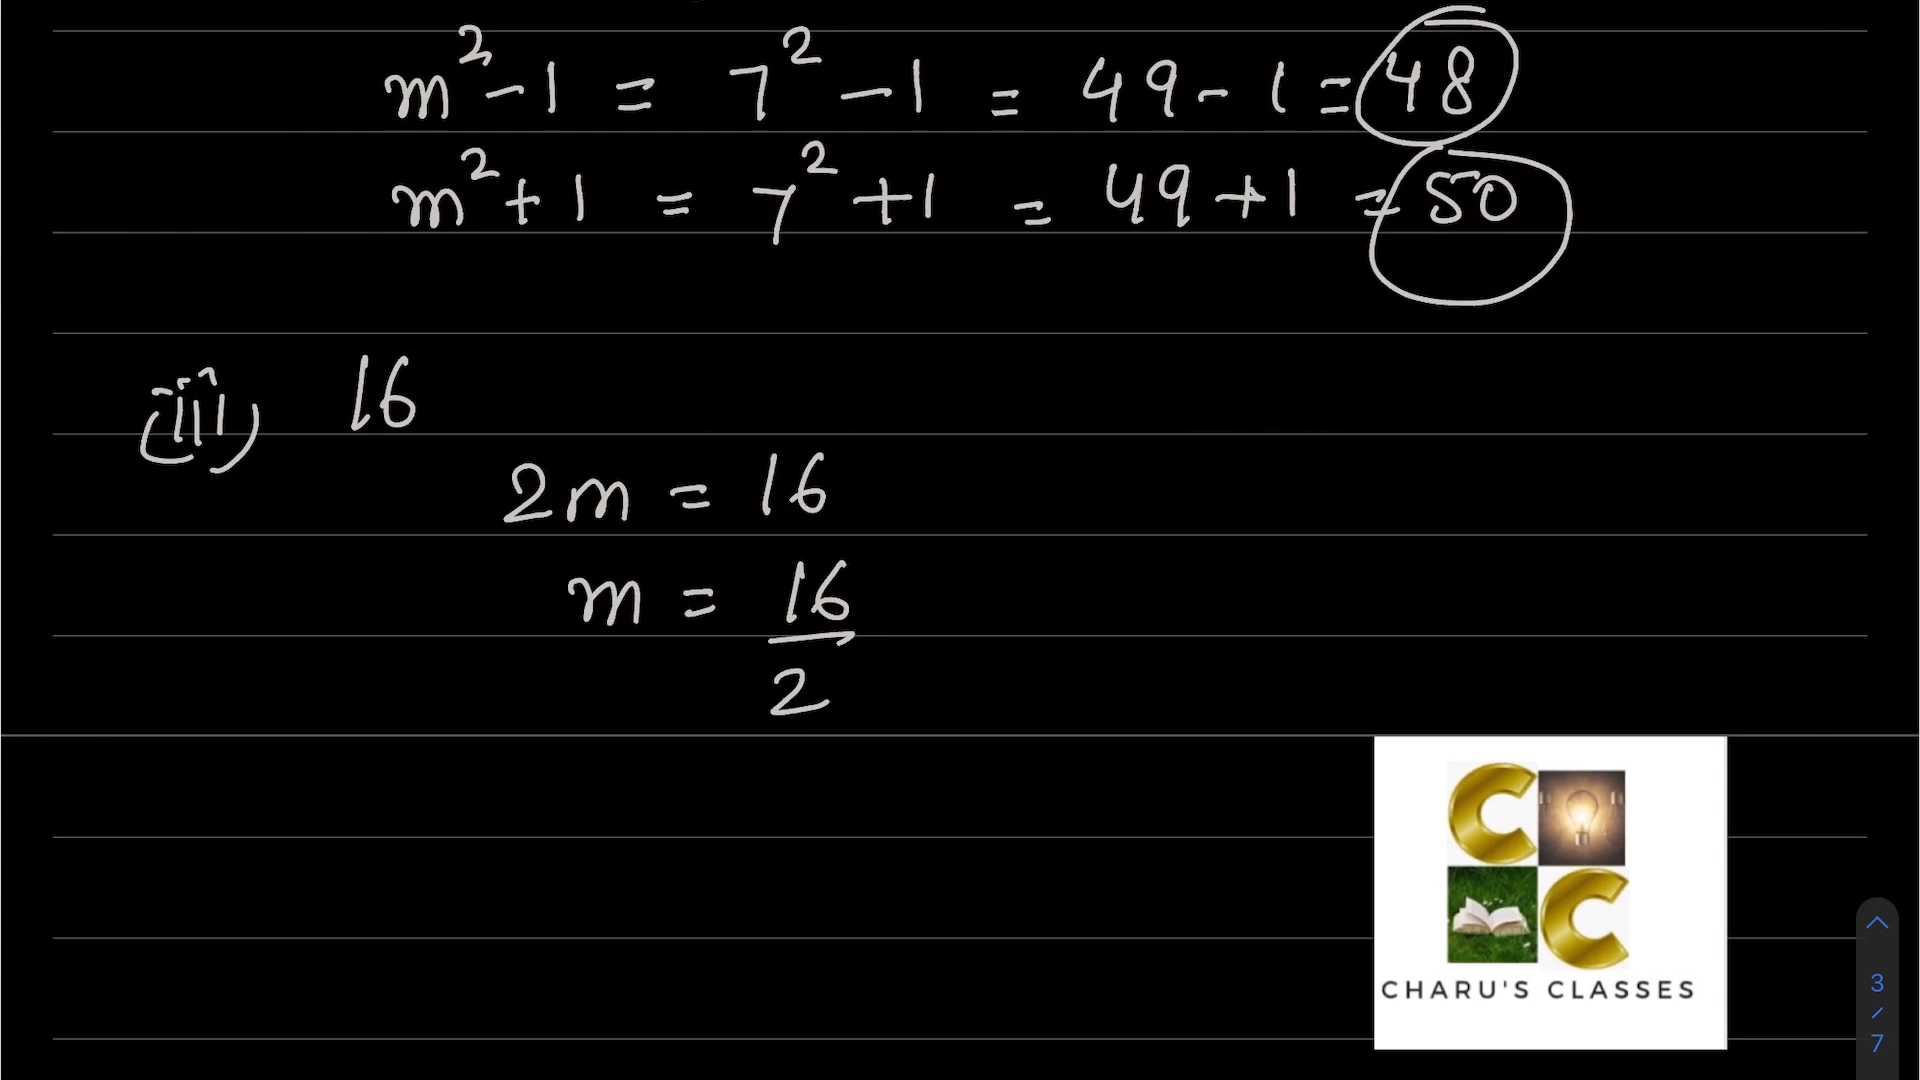 m²-1 = 7²-1 = 49-1 = 48
m²+1 = 7²+1 = 49+1 = 50
(iii) 16
2m = 16
m = 16
2
CHARU'S CLASSES
3
/
7